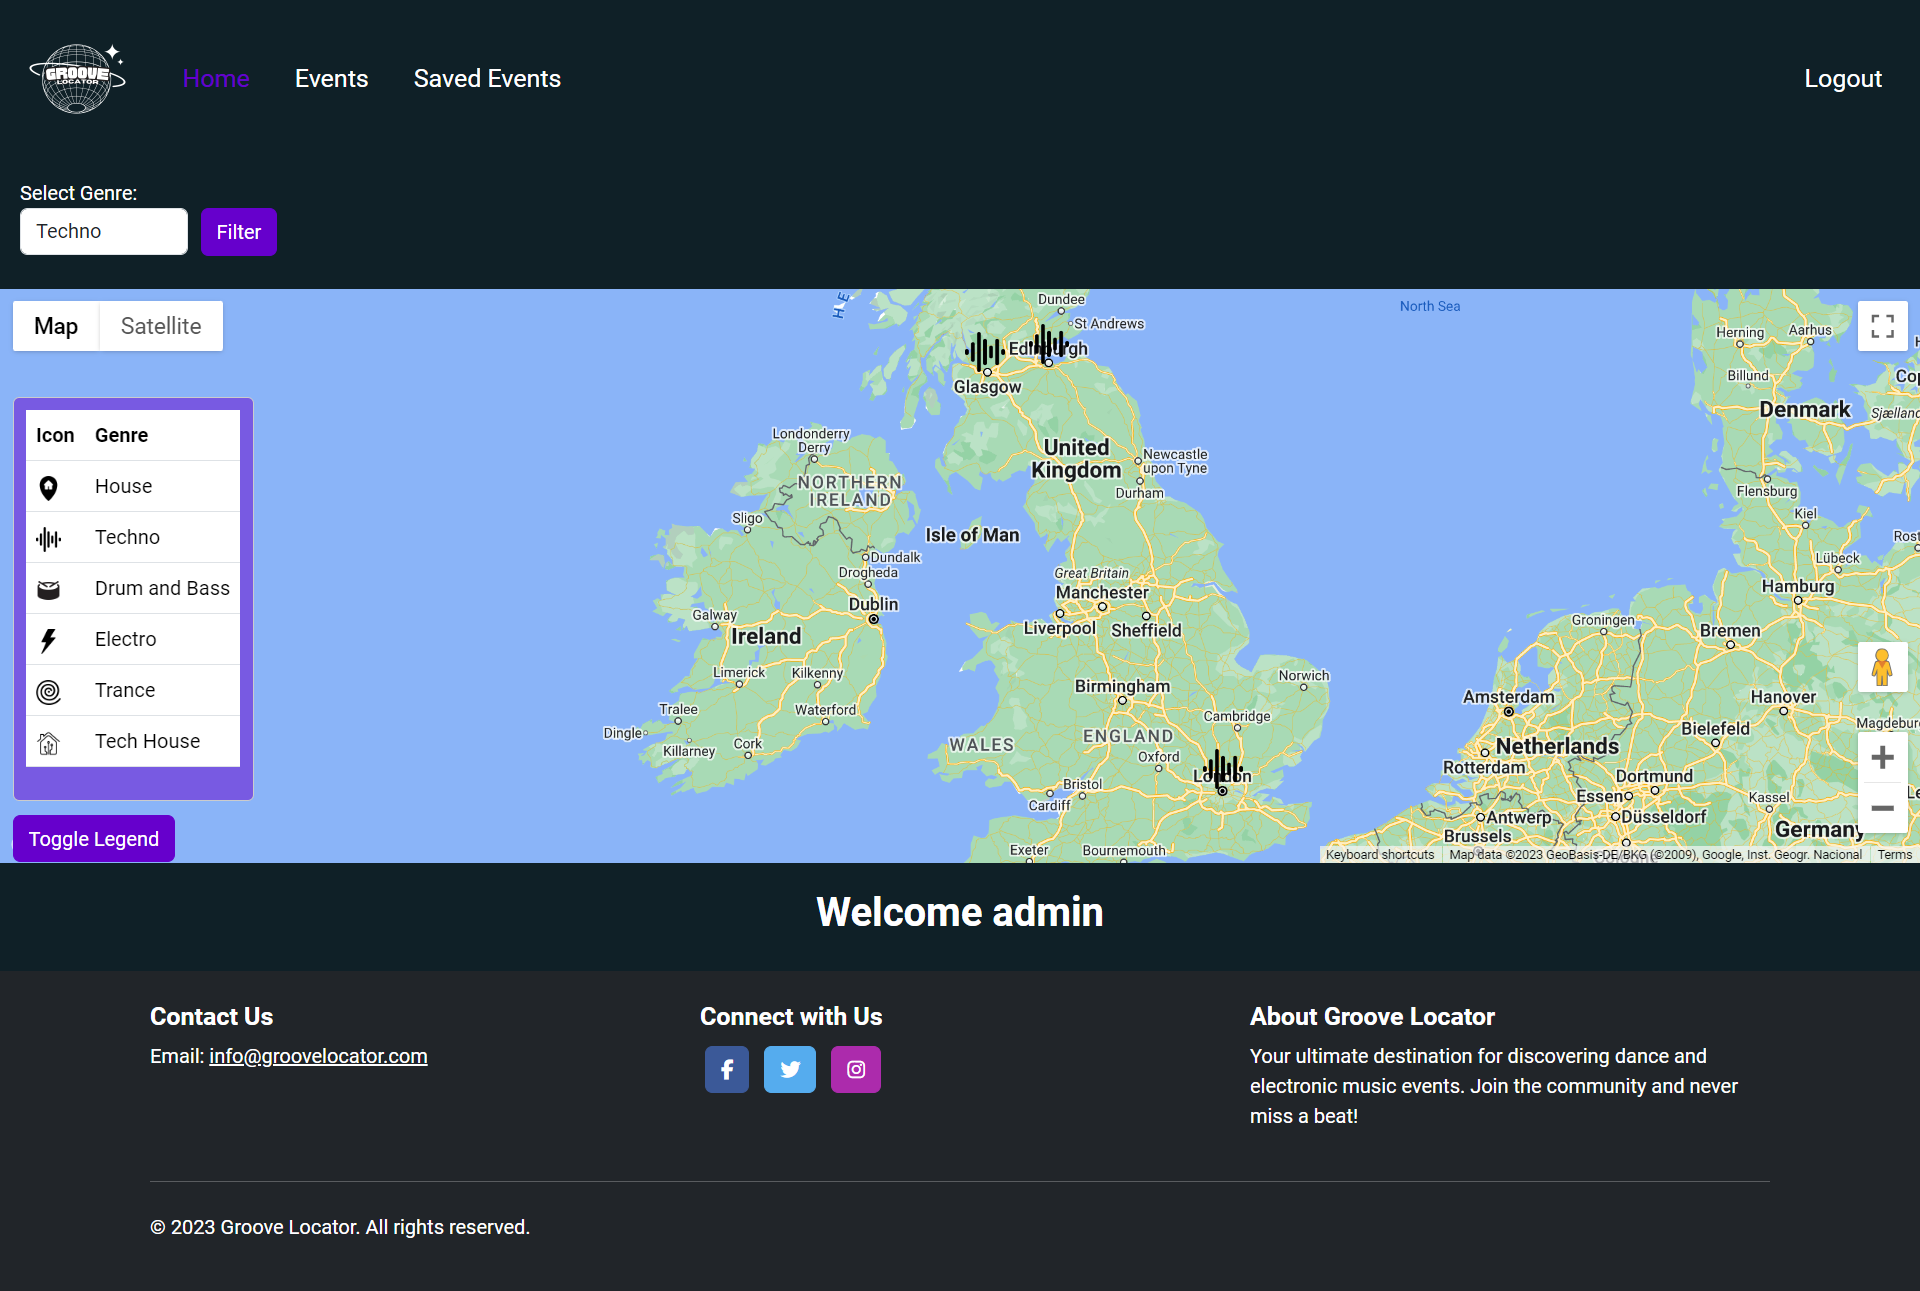 GROOVE
LOCATOR
Home
Events
Saved Events
Logout
Select Genre:
Techno
Filter
Map
Satellite
Icon Genre
House
Techno
Drum and Bass
Electro
Trance
Tech House
Toggle Legend
Dundee
St Andrews
Edinburgh
Glasgow
North Sea
Herning
Aarhus
Billund
Denmark
Sjælland
Londonderry
Derry
NORTHERN
IRELAND
United
Kingdom
Newcastle
upon Tyne
Durham
Flensburg
Kiel
Sligo
Isle of Man
Dundalk
Drogheda
Great Britain
Manchester
Lübeck
Hamburg
Galway
Dublin
Ireland
Liverpool
Sheffield
Groningen
Bremen
Limerick
Kilkenny
Birmingham
Norwich
Amsterdam
Hanover
Tralee
Waterford
Cambridge
Bielefeld
Magdeburg
Dingle
Killarney
Cork
WALES
ENGLAND
Oxford
Netherlands
Rotterdam
London
Dortmund
Bristol
Cardiff
Essen
Kassel
Antwerp
Düsseldorf
Brussels
Germany
Exeter
Bournemouth
Keyboard shortcuts
Map data ©2023 GeoBasis-DE/BKG (©2009), Google, Inst. Geogr. Nacional
Terms
Welcome admin
Contact Us
Email: info@groovelocator.com
Connect with Us
About Groove Locator
Your ultimate destination for discovering dance and
electronic music events. Join the community and never
miss a beat!
© 2023 Groove Locator. All rights reserved.